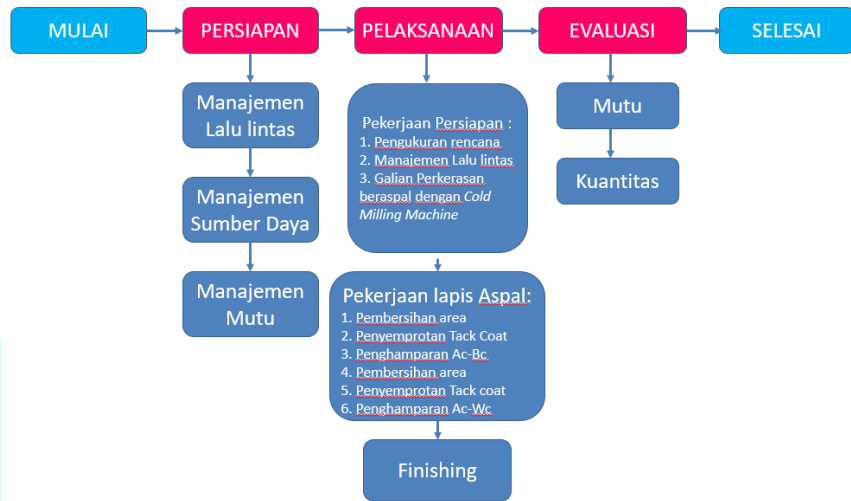 MULAI
PERSIAPAN
PELAKSANAAN
EVALUASI
SELESAI
Manajemen
Lalu lintas
Manajemen
Sumber Daya
Manajemen
Mutu
Pekerjaan Persiapan :
1. Pengukuran rencana
2. Manajemen Lalu lintas
3. Galian Perkerasan
beraspal dengan Cold
Milling Machine
Pekerjaan lapis Aspal:
1. Pembersihan area
2. Penyemprotan Tack Coat
3. Penghamparan Ac-Bc
4. Pembersihan area
5. Penyemprotan Tack coat
6. Penghamparan Ac-Wc
Finishing
Mutu
Kuantitas